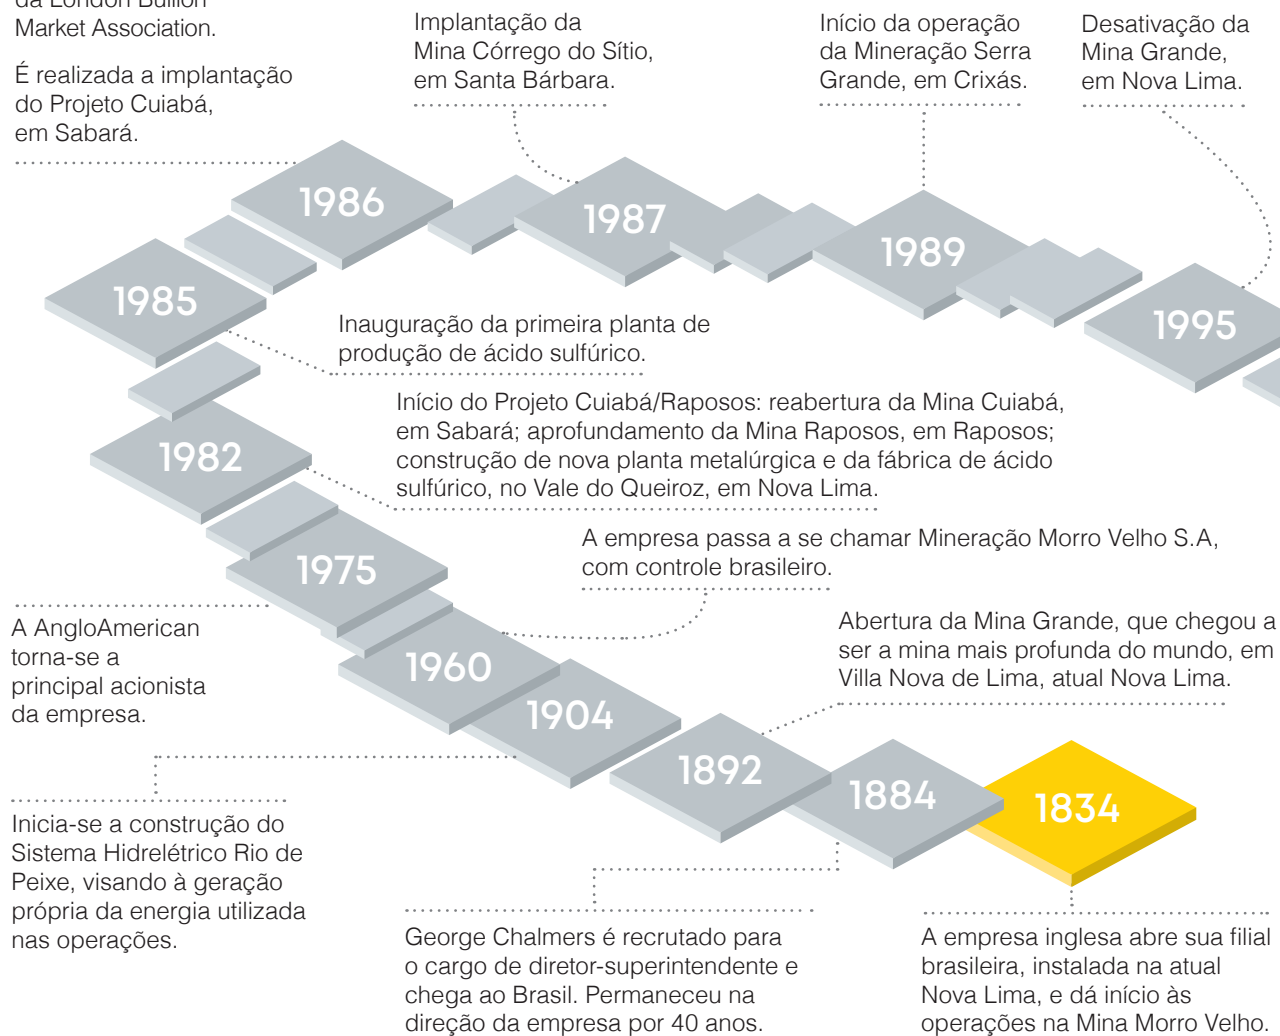 da London Bullion
Market Association.
É realizada a implantação
do Projeto Cuiabá,
em Sabará.
Implantação da
Mina Córrego do Sítio,
em Santa Bárbara.
Início da operação
da Mineração Serra
Grande, em Crixás.
Desativação da
Mina Grande,
em Nova Lima.
1986
1987
1989
1995
1985
Inauguração da primeira planta de
produção de ácido sulfúrico.
1982
Início do Projeto Cuiabá/Raposos: reabertura da Mina Cuiabá,
em Sabará; aprofundamento da Mina Raposos, em Raposos;
construção de nova planta metalúrgica e da fábrica de ácido
sulfúrico, no Vale do Queiroz, em Nova Lima.
1975
A AngloAmerican
torna-se a
principal acionista
da empresa.
A empresa passa a se chamar Mineração Morro Velho S.A,
com controle brasileiro.
1960
1904
Inicia-se a construção do
Sistema Hidrelétrico Rio de
Peixe, visando à geração
própria da energia utilizada
nas operações.
Abertura da Mina Grande, que chegou a
ser a mina mais profunda do mundo, em
Villa Nova de Lima, atual Nova Lima.
1892
1884
1834
George Chalmers é recrutado para
o cargo de diretor-superintendente e
chega ao Brasil. Permaneceu na
direção da empresa por 40 anos.
A empresa inglesa abre sua filial
brasileira, instalada na atual
Nova Lima, e dá início às
operações na Mina Morro Velho.